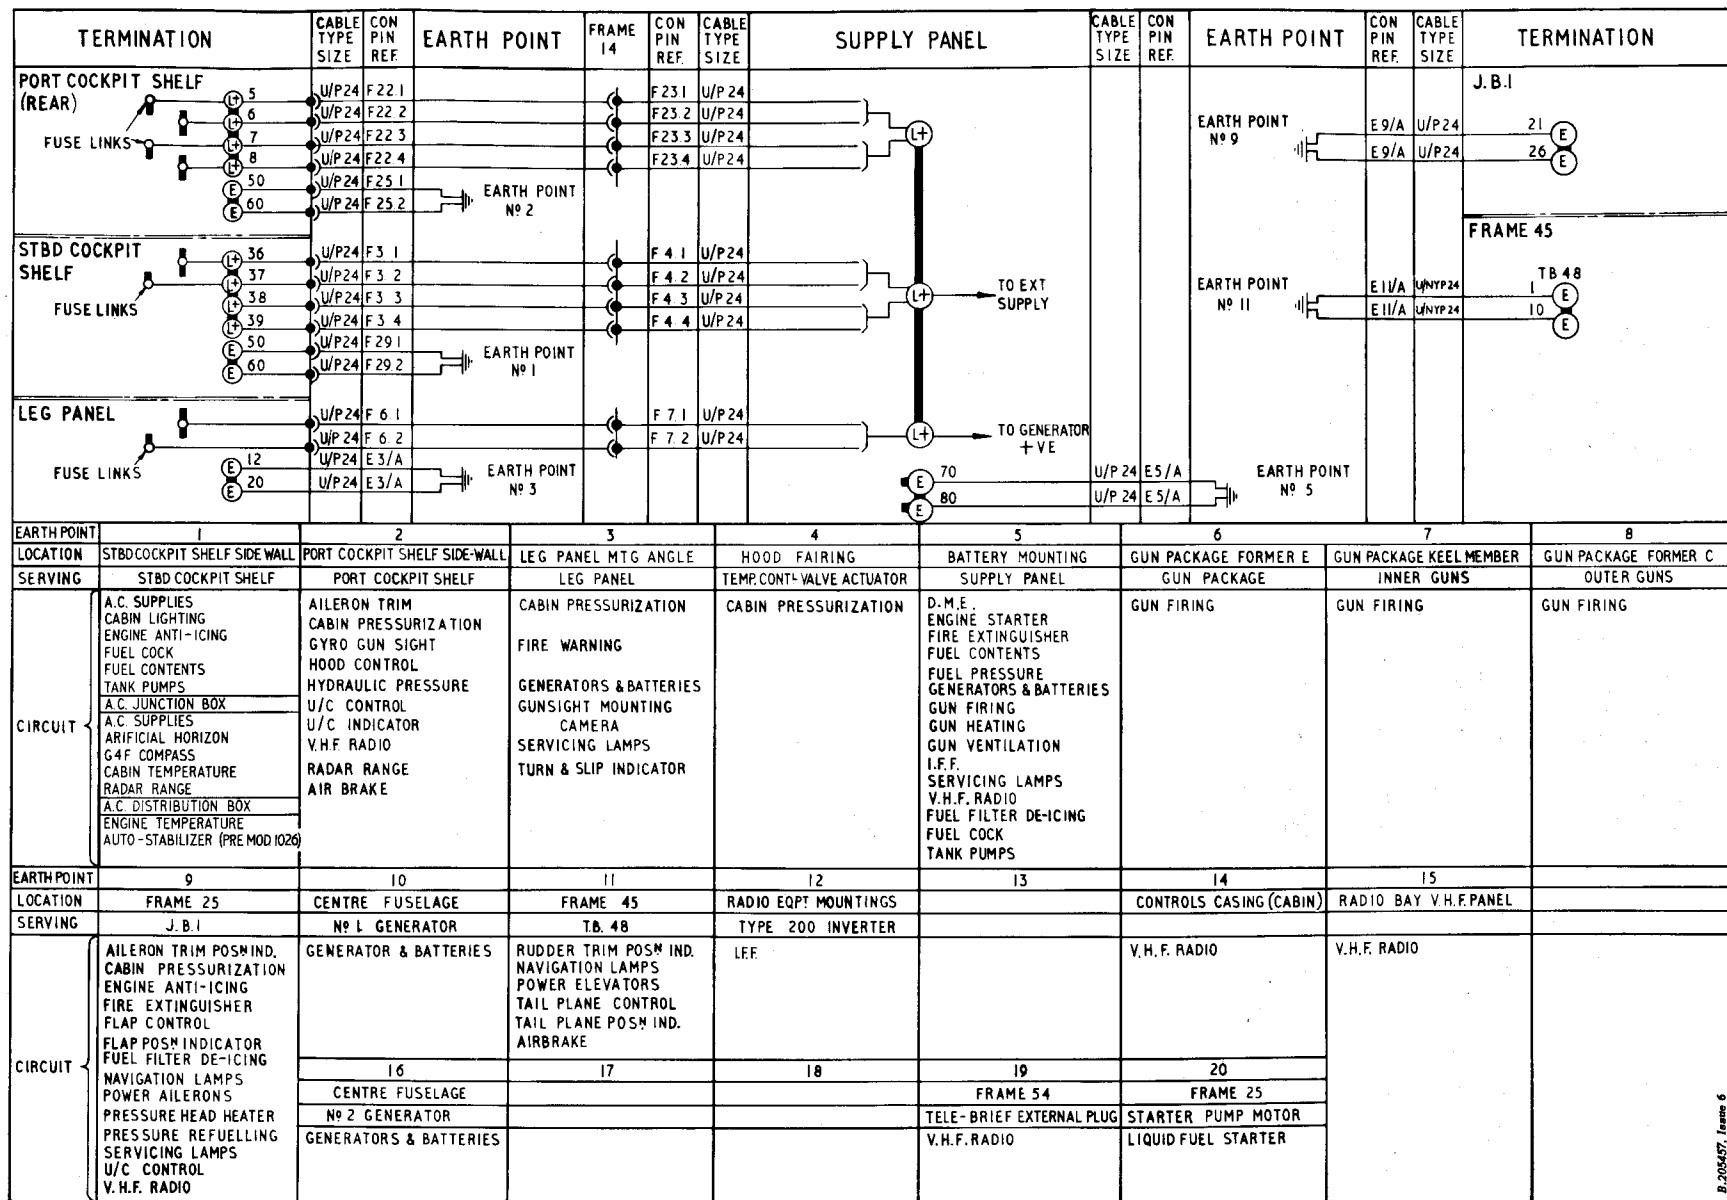 TERMINATION CABLE TYPE SIZE CON PIN REF. EARTH POINT FRAME 14 CON PIN REF. CABLE TYPE SIZE SUPPLY PANEL CABLE TYPE SIZE CON PIN REF. EARTH POINT CON PIN REF. CABLE TYPE SIZE TERMINATION
PORT COCKPIT SHELF
(REAR)
FUSE LINKS
L+ 5 U/P24 F22.1 F23.1 U/P 24
L+ 6 U/P24 F22.2 F23.2 U/P24
L+ 7 U/P24 F22.3 F23.3 U/P24
L+ 8 U/P24 F22.4 F23.4 U/P24
E 50 U/P24 F25.1
E 60 U/P24 F25.2
EARTH POINT
Nº 2
L+
STBD COCKPIT
SHELF
FUSE LINKS
L+ 36 U/P24 F3.1 F4.1 U/P24
L+ 37 U/P24 F3.2 F4.2 U/P24
L+ 38 U/P24 F3.3 F4.3 U/P24
L+ 39 U/P24 F3.4 F4.4 U/P24
E 50 U/P24 F29.1
E 60 U/P24 F29.2
EARTH POINT
Nº 1
L+ TO EXT
SUPPLY
LEG PANEL
FUSE LINKS
U/P24 F6.1 F7.1 U/P24
U/P24 F6.2 F7.2 U/P24
E 12 U/P24 E3/A
E 20 U/P24 E3/A
EARTH POINT
Nº 3
L+ TO GENERATOR
+VE
E 70 U/P 24 E5/A
E 80 U/P 24 E5/A
EARTH POINT
Nº 5
J.B.1
EARTH POINT
Nº 9
E9/A U/P24 21 E
E9/A U/P24 26 E
FRAME 45
TB 48
EARTH POINT
Nº 11
E11/A U/NYP24 1 E
E11/A U/NYP24 10 E
EARTH POINT 1 2 3 4 5 6 7 8
LOCATION STBD COCKPIT SHELF SIDE WALL PORT COCKPIT SHELF SIDE-WALL LEG PANEL MTG ANGLE HOOD FAIRING BATTERY MOUNTING GUN PACKAGE FORMER E GUN PACKAGE KEEL MEMBER GUN PACKAGE FORMER C
SERVING STBD COCKPIT SHELF PORT COCKPIT SHELF LEG PANEL TEMP. CONTL VALVE ACTUATOR SUPPLY PANEL GUN PACKAGE INNER GUNS OUTER GUNS
CIRCUIT
A.C. SUPPLIES
CABIN LIGHTING
ENGINE ANTI-ICING
FUEL COCK
FUEL CONTENTS
TANK PUMPS
A.C. JUNCTION BOX
A.C. SUPPLIES
ARIFICIAL HORIZON
G4F COMPASS
CABIN TEMPERATURE
RADAR RANGE
A.C. DISTRIBUTION BOX
ENGINE TEMPERATURE
AUTO-STABILIZER (PRE MOD 1026)
AILERON TRIM
CABIN PRESSURIZATION
GYRO GUN SIGHT
HOOD CONTROL
HYDRAULIC PRESSURE
U/C CONTROL
U/C INDICATOR
V.H.F. RADIO
RADAR RANGE
AIR BRAKE
CABIN PRESSURIZATION
FIRE WARNING
GENERATORS & BATTERIES
GUNSIGHT MOUNTING
CAMERA
SERVICING LAMPS
TURN & SLIP INDICATOR
CABIN PRESSURIZATION
D.M.E.
ENGINE STARTER
FIRE EXTINGUISHER
FUEL CONTENTS
FUEL PRESSURE
GENERATORS & BATTERIES
GUN FIRING
GUN HEATING
GUN VENTILATION
I.F.F.
SERVICING LAMPS
V.H.F. RADIO
FUEL FILTER DE-ICING
FUEL COCK
TANK PUMPS
GUN FIRING
GUN FIRING
GUN FIRING
EARTH POINT 9 10 11 12 13 14 15
LOCATION FRAME 25 CENTRE FUSELAGE FRAME 45 RADIO EQPT MOUNTINGS CONTROLS CASING (CABIN) RADIO BAY V.H.F. PANEL
SERVING J.B.1 Nº 1 GENERATOR T.B. 48 TYPE 200 INVERTER
CIRCUIT
AILERON TRIM POSN IND.
CABIN PRESSURIZATION
ENGINE ANTI-ICING
FIRE EXTINGUISHER
FLAP CONTROL
FLAP POSN INDICATOR
FUEL FILTER DE-ICING
NAVIGATION LAMPS
POWER AILERONS
PRESSURE HEAD HEATER
PRESSURE REFUELLING
SERVICING LAMPS
U/C CONTROL
V.H.F. RADIO
GENERATOR & BATTERIES
RUDDER TRIM POSN IND.
NAVIGATION LAMPS
POWER ELEVATORS
TAIL PLANE CONTROL
TAIL PLANE POSN IND.
AIRBRAKE
I.F.F.
V.H.F. RADIO
V.H.F. RADIO
16 17 18 19 20
CENTRE FUSELAGE FRAME 54 FRAME 25
Nº 2 GENERATOR TELE-BRIEF EXTERNAL PLUG STARTER PUMP MOTOR
GENERATORS & BATTERIES V.H.F. RADIO LIQUID FUEL STARTER
B.205457. Issue 6